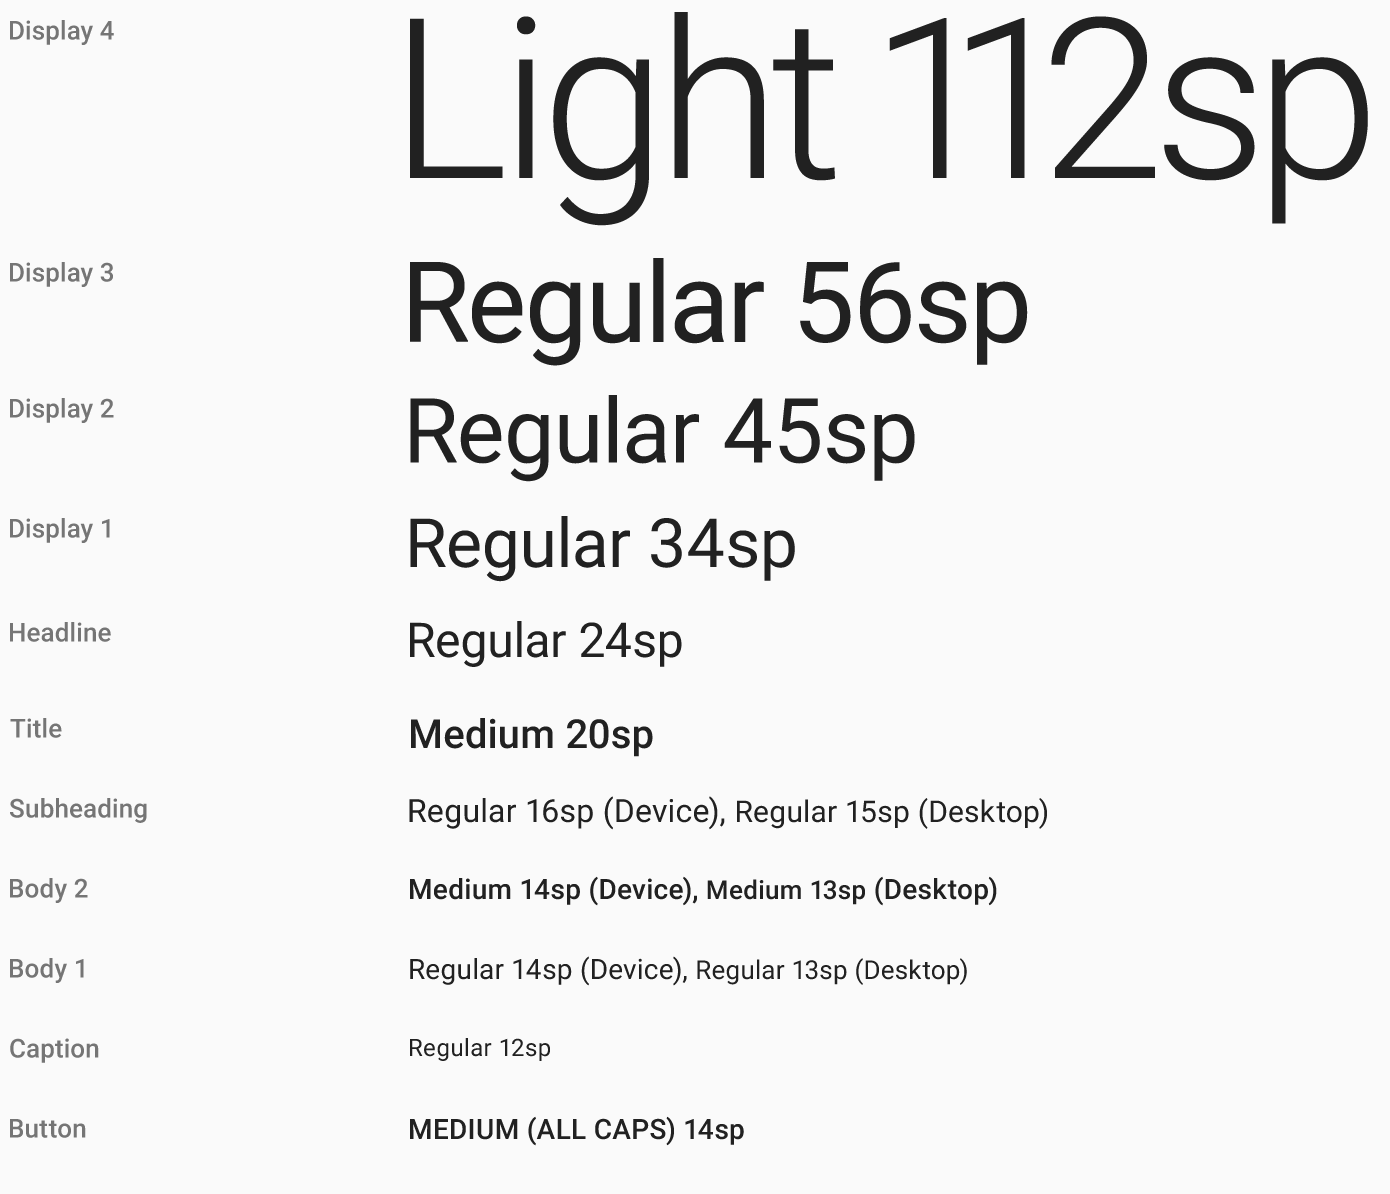 Display 4 Light 112sp
Display 3 Regular 56sp
Display 2 Regular 45sp
Display 1 Regular 34sp
Headline Regular 24sp
Title Medium 20sp
Subheading Regular 16sp (Device), Regular 15sp (Desktop)
Body 2 Medium 14sp (Device), Medium 13sp (Desktop)
Body 1 Regular 14sp (Device), Regular 13sp (Desktop)
Caption Regular 12sp
Button MEDIUM (ALL CAPS) 14sp